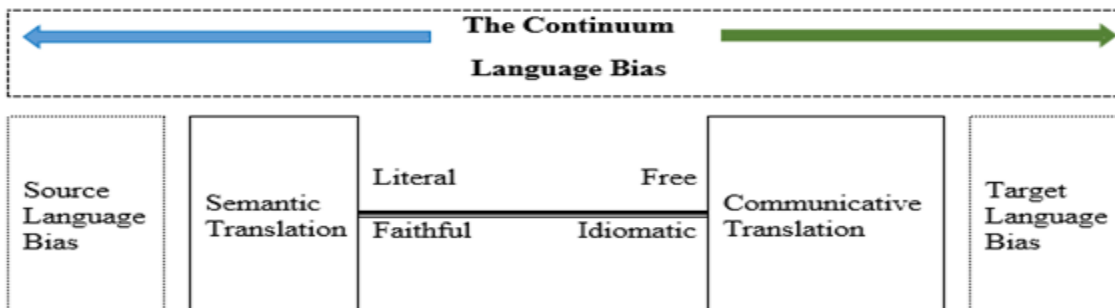 The Continuum
Language Bias
Source
Language
Bias
Semantic
Translation
Literal
Free
Faithful
Idiomatic
Communicative
Translation
Target
Language
Bias